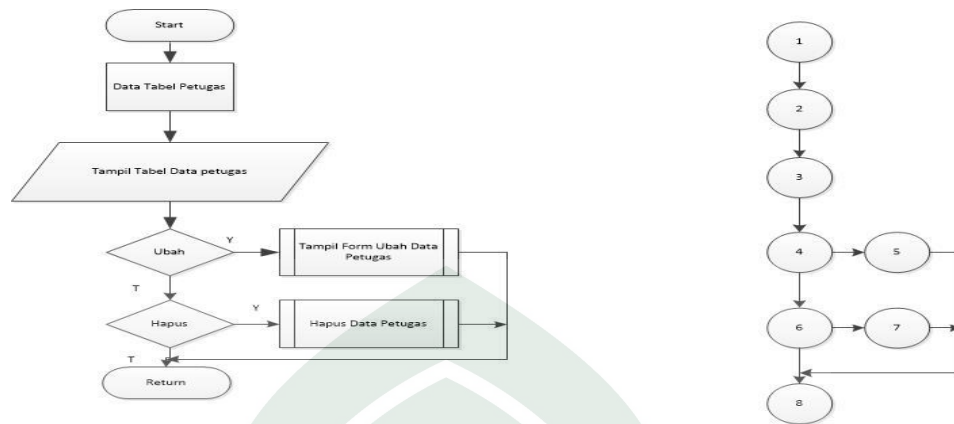 Start
Data Tabel Petugas
Tampil Tabel Data petugas
Ubah
Y
Tampil Form Ubah Data
Petugas
T
Hapus
Y
Hapus Data Petugas
T
Return
1
2
3
4
5
6
7
8